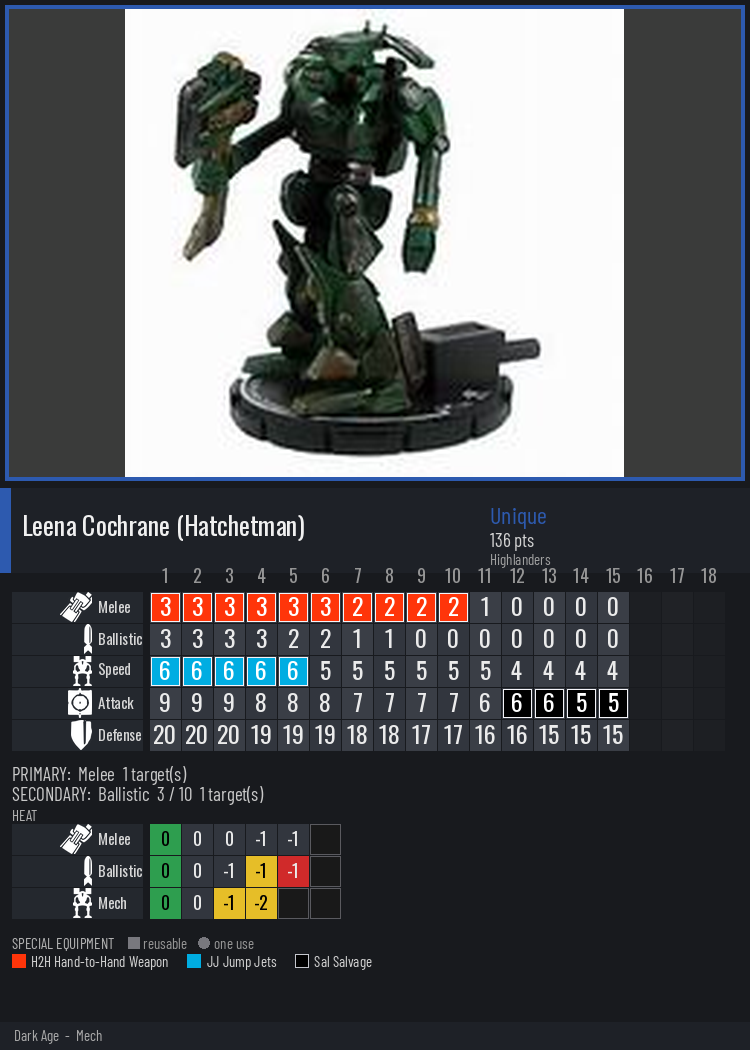 Leena Cochrane (Hatchetman)
Unique
136 pts
Highlanders
1 2 3 4 5 6 7 8 9 10 11 12 13 14 15 16 17 18
Melee 3 3 3 3 3 3 2 2 2 2 1 0 0 0 0
Ballistic 3 3 3 3 2 2 1 1 0 0 0 0 0 0 0
Speed 6 6 6 6 6 5 5 5 5 5 5 4 4 4 4
Attack 9 9 9 8 8 8 7 7 7 7 6 6 6 5 5
Defense 20 20 20 19 19 19 18 18 17 17 16 16 15 15 15
PRIMARY: Melee 1 target(s)
SECONDARY: Ballistic 3 / 10 1 target(s)
HEAT
Melee 0 0 0 -1 -1
Ballistic 0 0 -1 -1 -1
Mech 0 0 -1 -2
SPECIAL EQUIPMENT reusable one use
H2H Hand-to-Hand Weapon JJ Jump Jets Sal Salvage
Dark Age - Mech